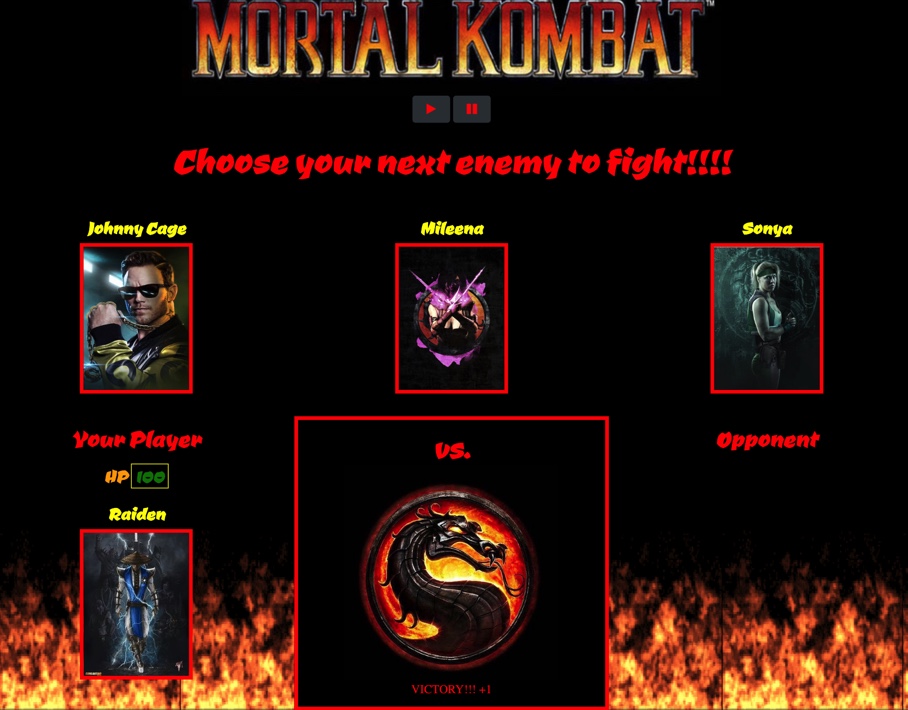 MORTAL KOMBAT™
Choose your next enemy to fight!!!!
Johnny Cage
Mileena
Sonya
Your Player
vs.
Opponent
HP 100
Raiden
VICTORY!!! +1